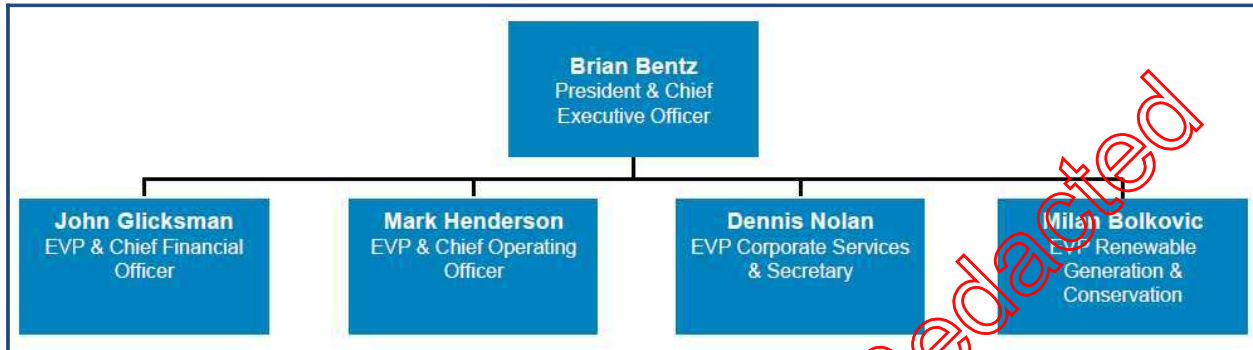 Brian Bentz
President & Chief
Executive Officer
John Glicksman
EVP & Chief Financial
Officer
Mark Henderson
EVP & Chief Operating
Officer
Dennis Nolan
EVP Corporate Services
& Secretary
Milan Bolkovic
EVP Renewable
Generation &
Conservation
edacted